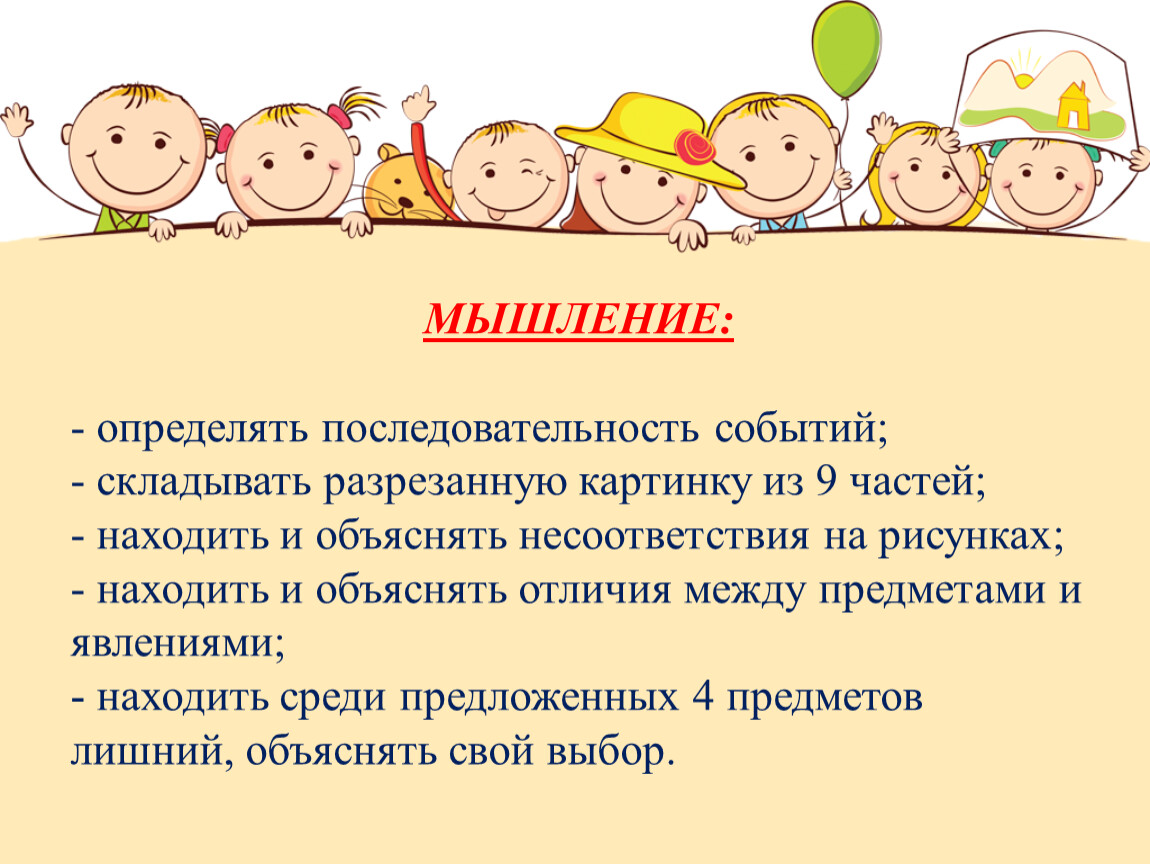 МЫШЛЕНИЕ:
- определять последовательность событий;
- складывать разрезанную картинку из 9 частей;
- находить и объяснять несоответствия на рисунках;
- находить и объяснять отличия между предметами и
явлениями;
- находить среди предложенных 4 предметов
лишний, объяснять свой выбор.